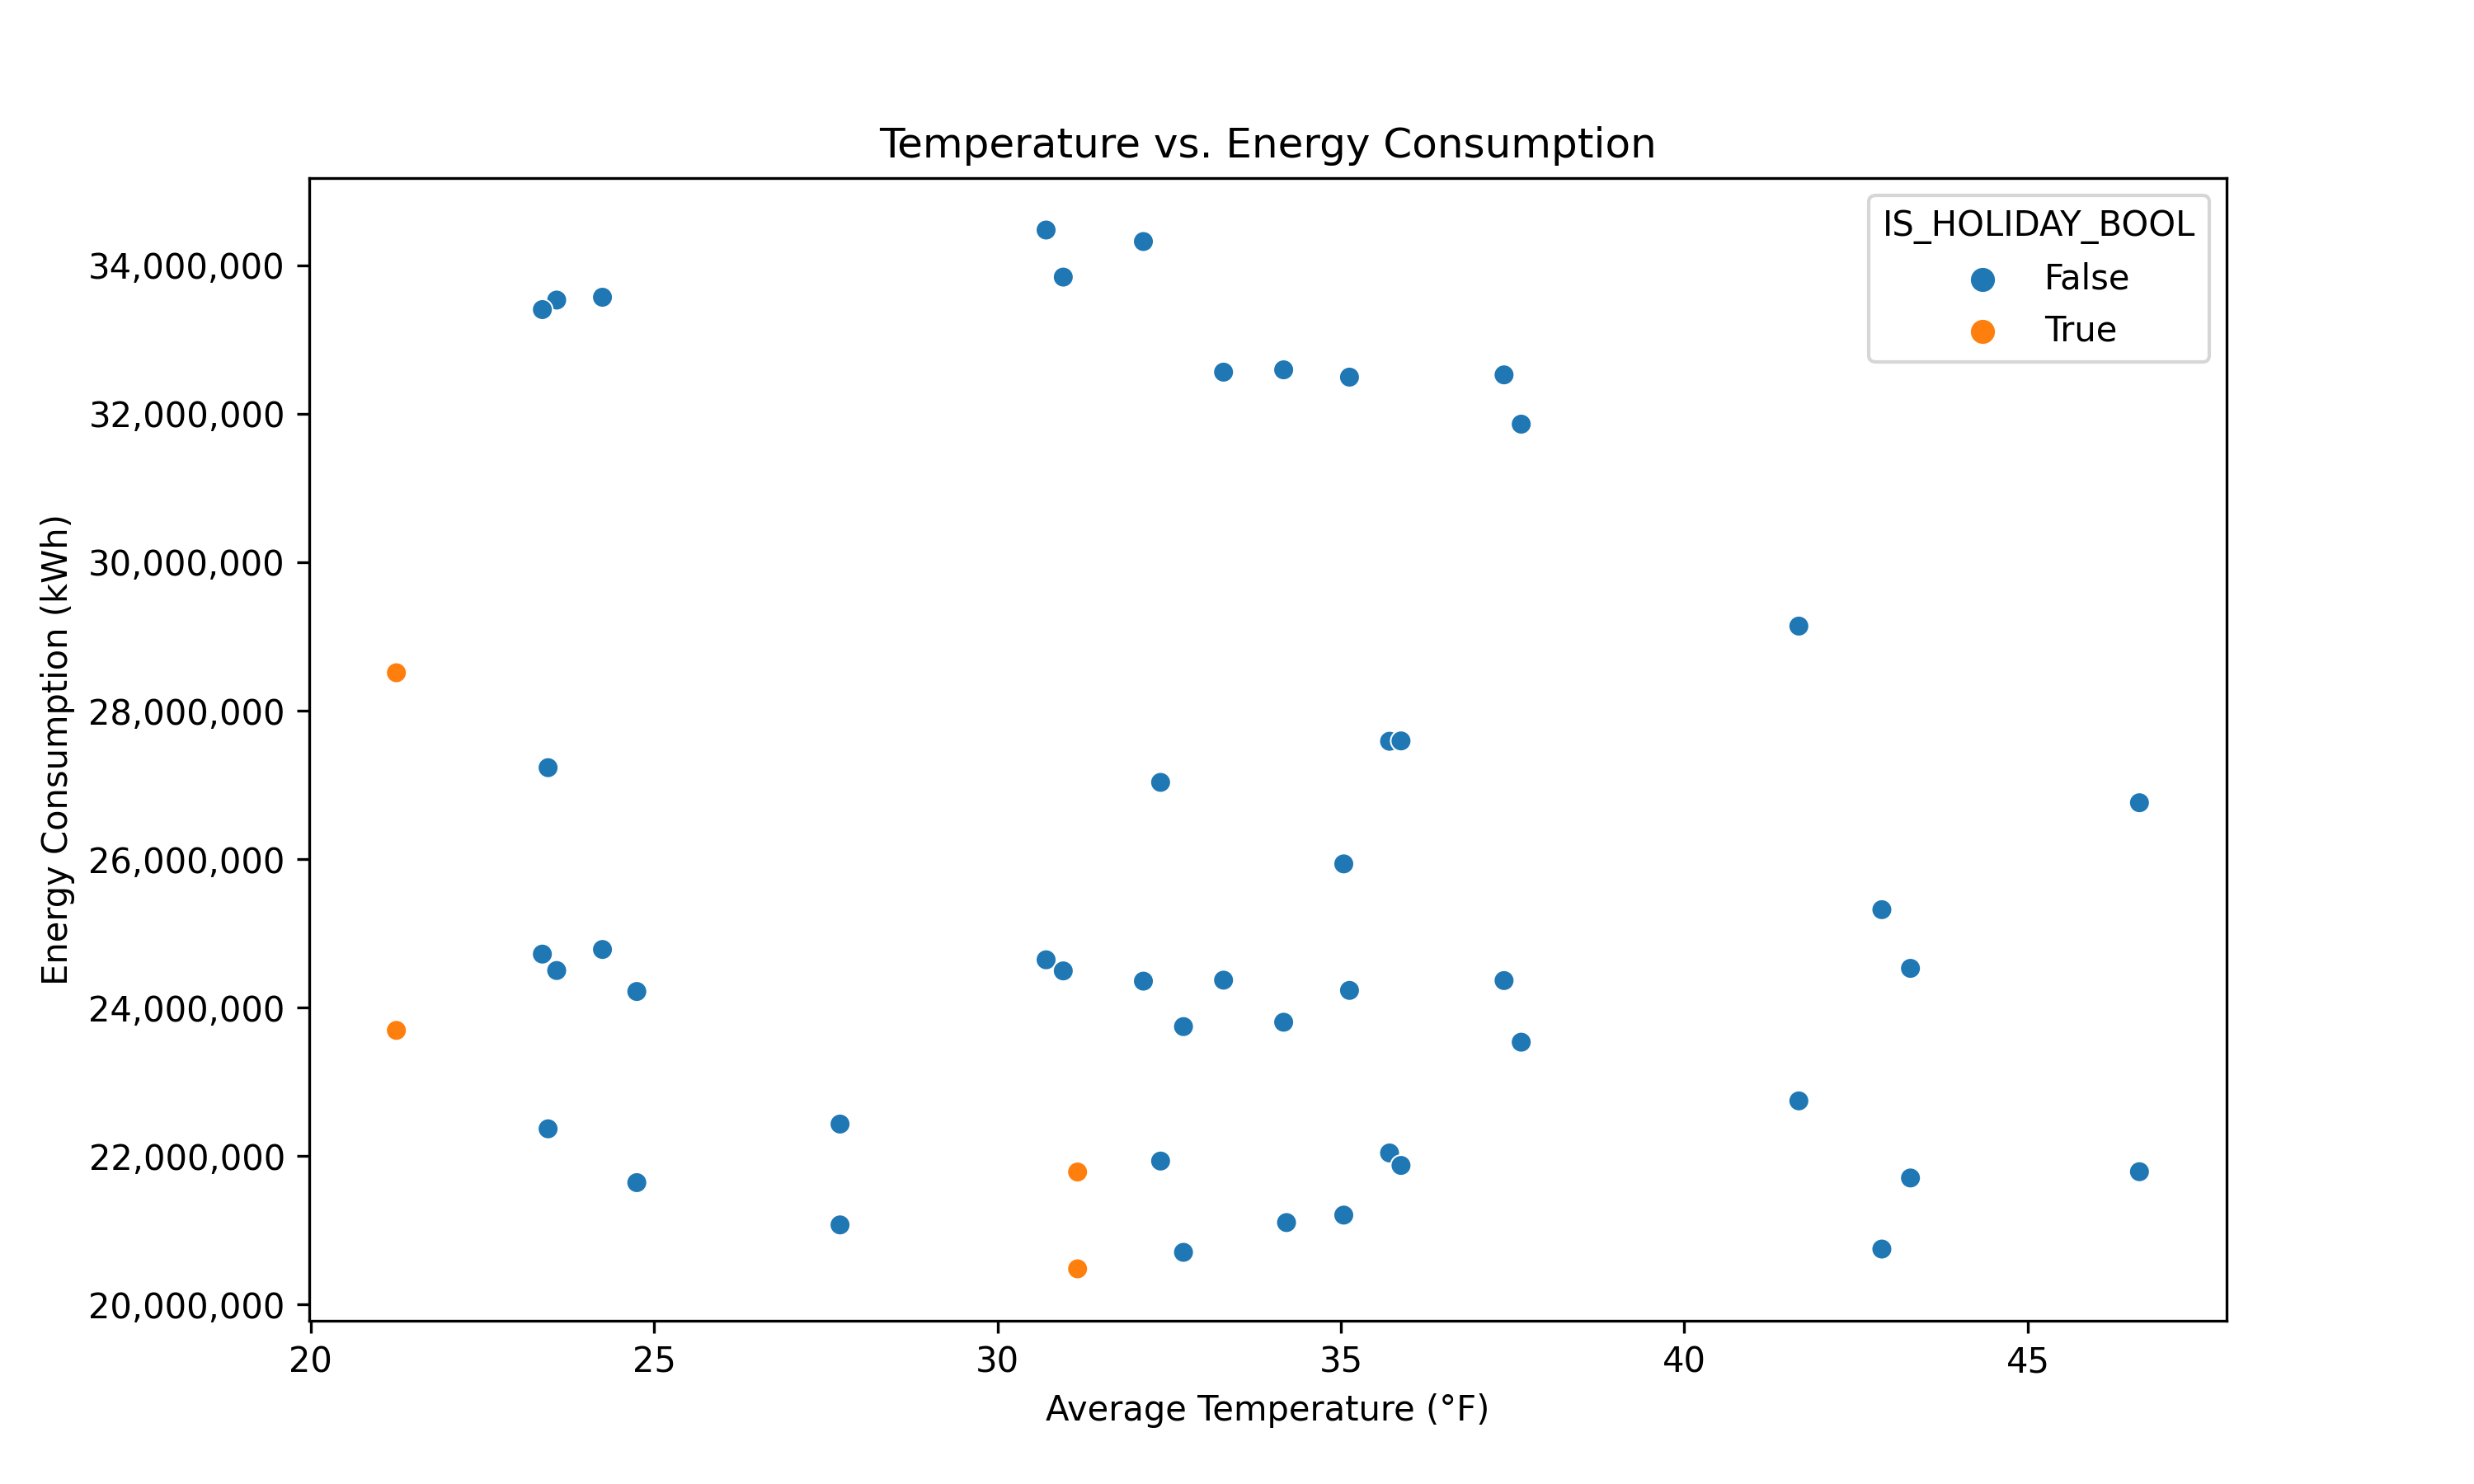 Temperature vs. Energy Consumption
IS_HOLIDAY_BOOL
False
True
34,000,000
32,000,000
30,000,000
28,000,000
26,000,000
24,000,000
22,000,000
20,000,000
Energy Consumption (kWh)
20 25 30 35 40 45
Average Temperature (°F)